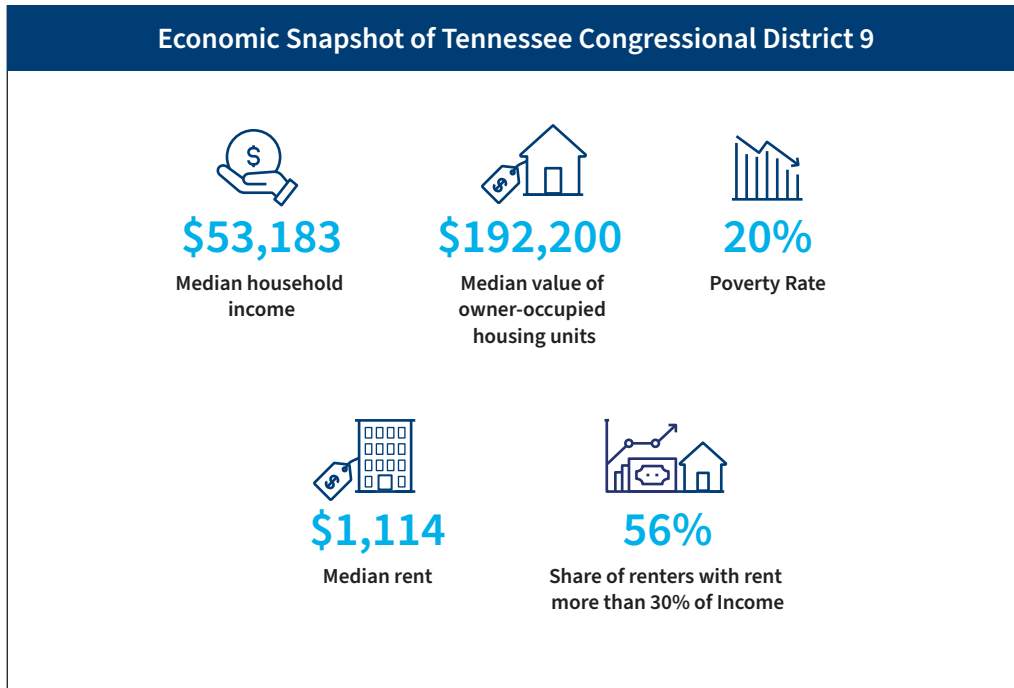 Economic Snapshot of Tennessee Congressional District 9
$
$
$53,183
$192,200
20%
Median household
income
Median value of
owner-occupied
housing units
Poverty Rate
$
$1,114
56%
Median rent
Share of renters with rent
more than 30% of Income